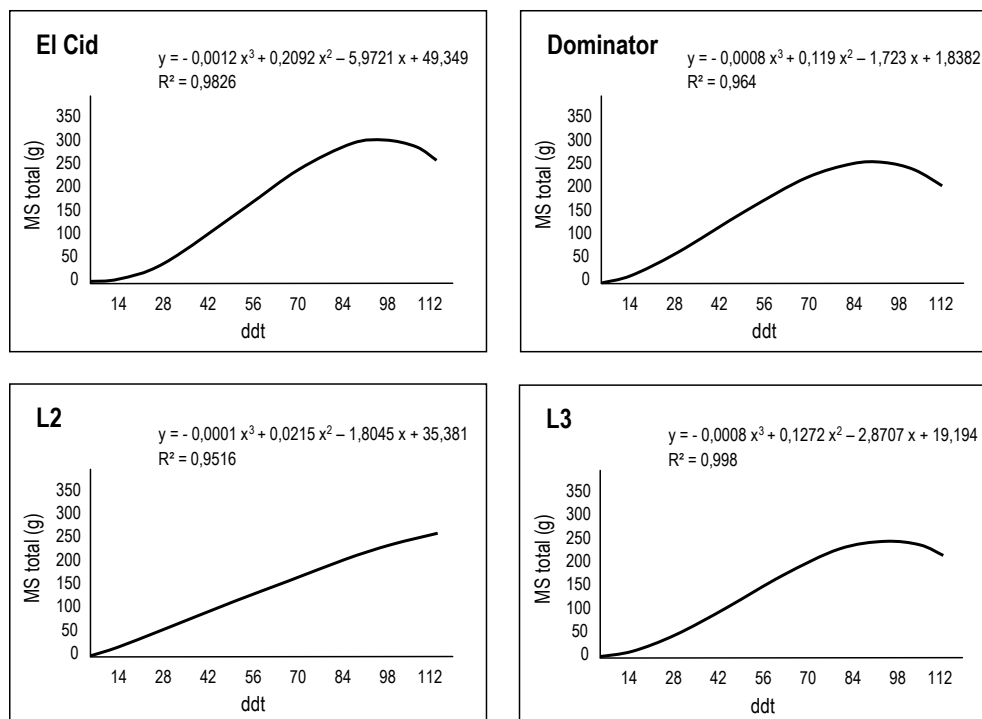 El Cid
y = - 0,0012 x³ + 0,2092 x² – 5,9721 x + 49,349
R² = 0,9826
MS total (g)
350
300
250
200
150
100
50
0
14 28 42 56 70 84 98 112
ddt
Dominator
y = - 0,0008 x³ + 0,119 x² – 1,723 x + 1,8382
R² = 0,964
MS total (g)
350
300
250
200
150
100
50
0
14 28 42 56 70 84 98 112
ddt
L2
y = - 0,0001 x³ + 0,0215 x² – 1,8045 x + 35,381
R² = 0,9516
MS total (g)
350
300
250
200
150
100
50
0
14 28 42 56 70 84 98 112
ddt
L3
y = - 0,0008 x³ + 0,1272 x² – 2,8707 x + 19,194
R² = 0,998
MS total (g)
350
300
250
200
150
100
50
0
14 28 42 56 70 84 98 112
ddt